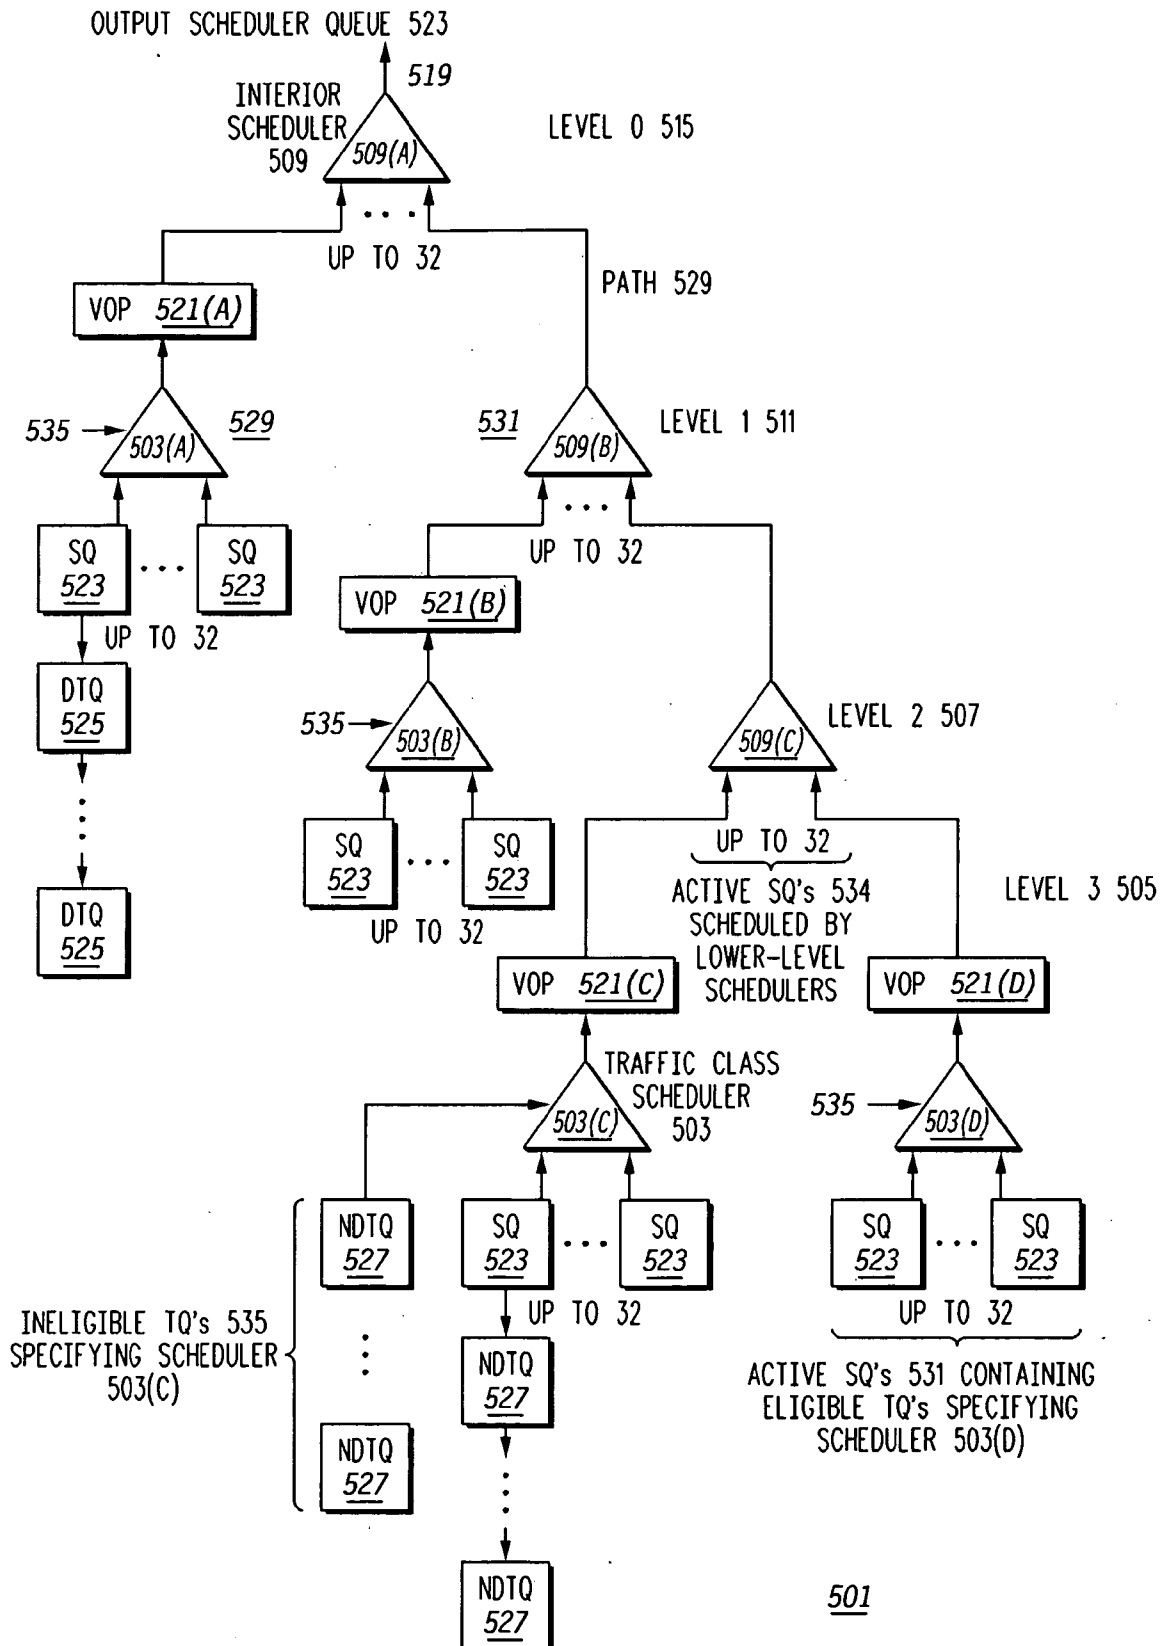 OUTPUT SCHEDULER QUEUE 523
519
INTERIOR
SCHEDULER
509
509(A)
LEVEL 0 515
• • •
UP TO 32
PATH 529
VOP 521(A)
535
503(A)
529
531
509(B)
LEVEL 1 511
SQ
523
• • •
SQ
523
UP TO 32
• • •
UP TO 32
VOP 521(B)
DTQ
525
535
503(B)
509(C)
LEVEL 2 507
DTQ
525
SQ
523
• • •
SQ
523
UP TO 32
UP TO 32
ACTIVE SQ's 534
SCHEDULED BY
LOWER-LEVEL
SCHEDULERS
LEVEL 3 505
VOP 521(C)
VOP 521(D)
TRAFFIC CLASS
SCHEDULER
503
503(C)
535
503(D)
NDTQ
527
SQ
523
• • •
SQ
523
UP TO 32
SQ
523
• • •
SQ
523
UP TO 32
INELIGIBLE TQ's 535
SPECIFYING SCHEDULER
503(C)
NDTQ
527
NDTQ
527
NDTQ
527
ACTIVE SQ's 531 CONTAINING
ELIGIBLE TQ's SPECIFYING
SCHEDULER 503(D)
501